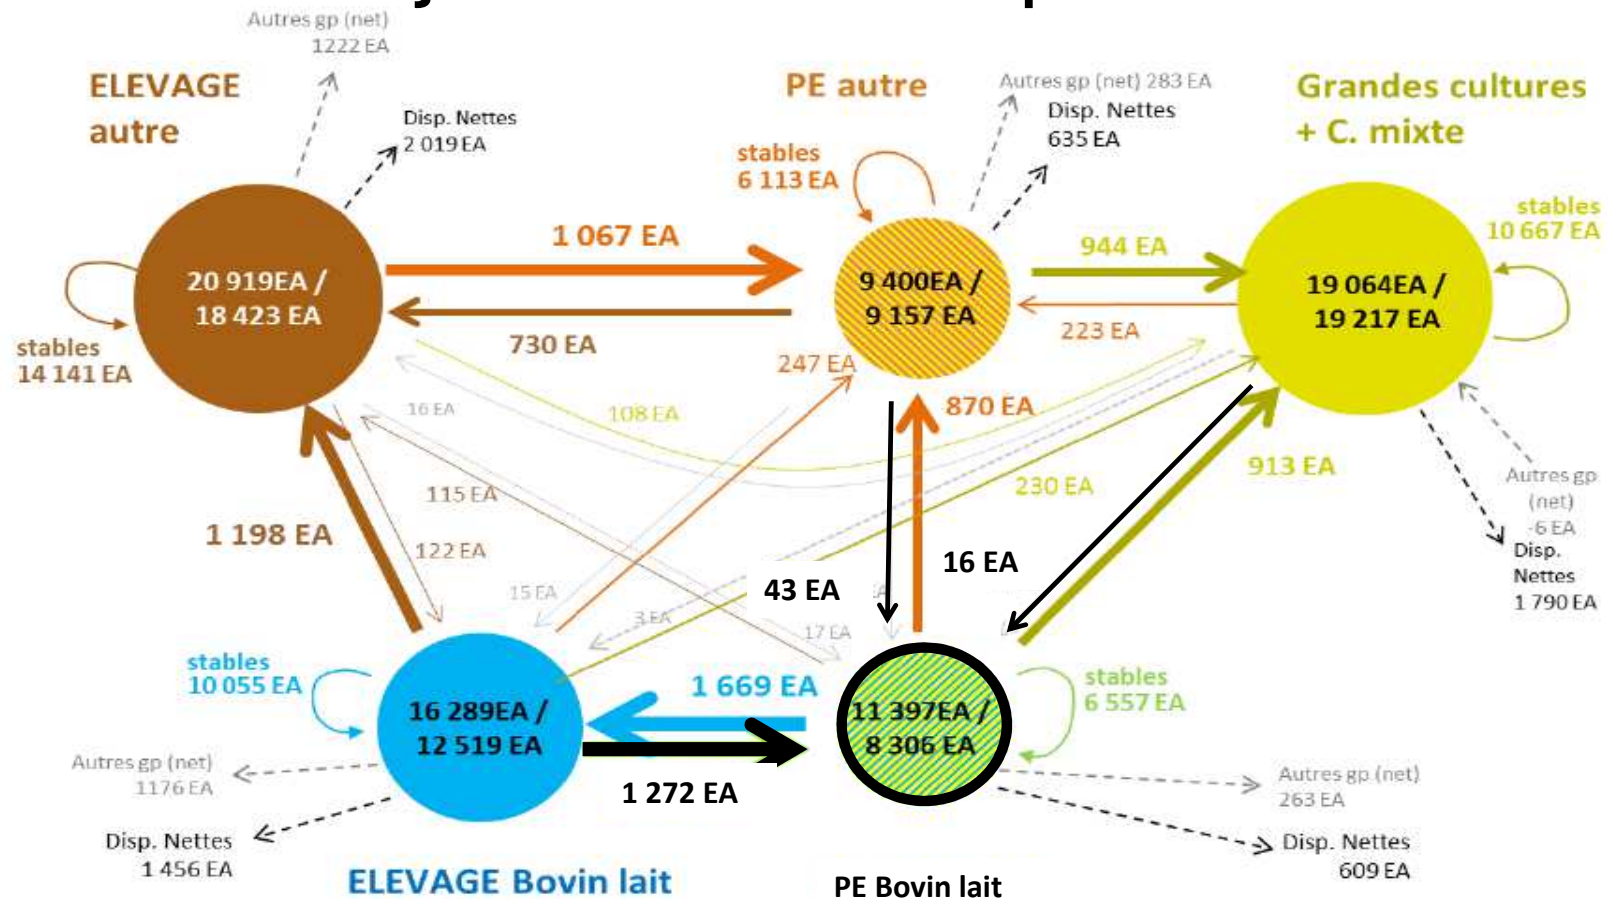 Autres gp (net)
1222 EA
ELEVAGE
autre
Disp. Nettes
2 019 EA
PE autre
Autres gp (net) 283 EA
Disp. Nettes
635 EA
Grandes cultures
+ C. mixte
stables
6 113 EA
stables
10 667 EA
1 067 EA
944 EA
20 919EA /
18 423 EA
9 400EA /
9 157 EA
19 064EA /
19 217 EA
730 EA
223 EA
stables
14 141 EA
247 EA
16 EA
108 EA
870 EA
913 EA
230 EA
115 EA
Autres gp
(net)
-6 EA
1 198 EA
122 EA
16 EA
Disp.
Nettes
1 790 EA
43 EA
15 EA
3 EA
17 EA
stables
10 055 EA
1 669 EA
stables
6 557 EA
16 289EA /
12 519 EA
11 397EA /
8 306 EA
Autres gp (net)
1176 EA
1 272 EA
Autres gp (net)
263 EA
Disp. Nettes
1 456 EA
Disp. Nettes
609 EA
ELEVAGE Bovin lait
PE Bovin lait